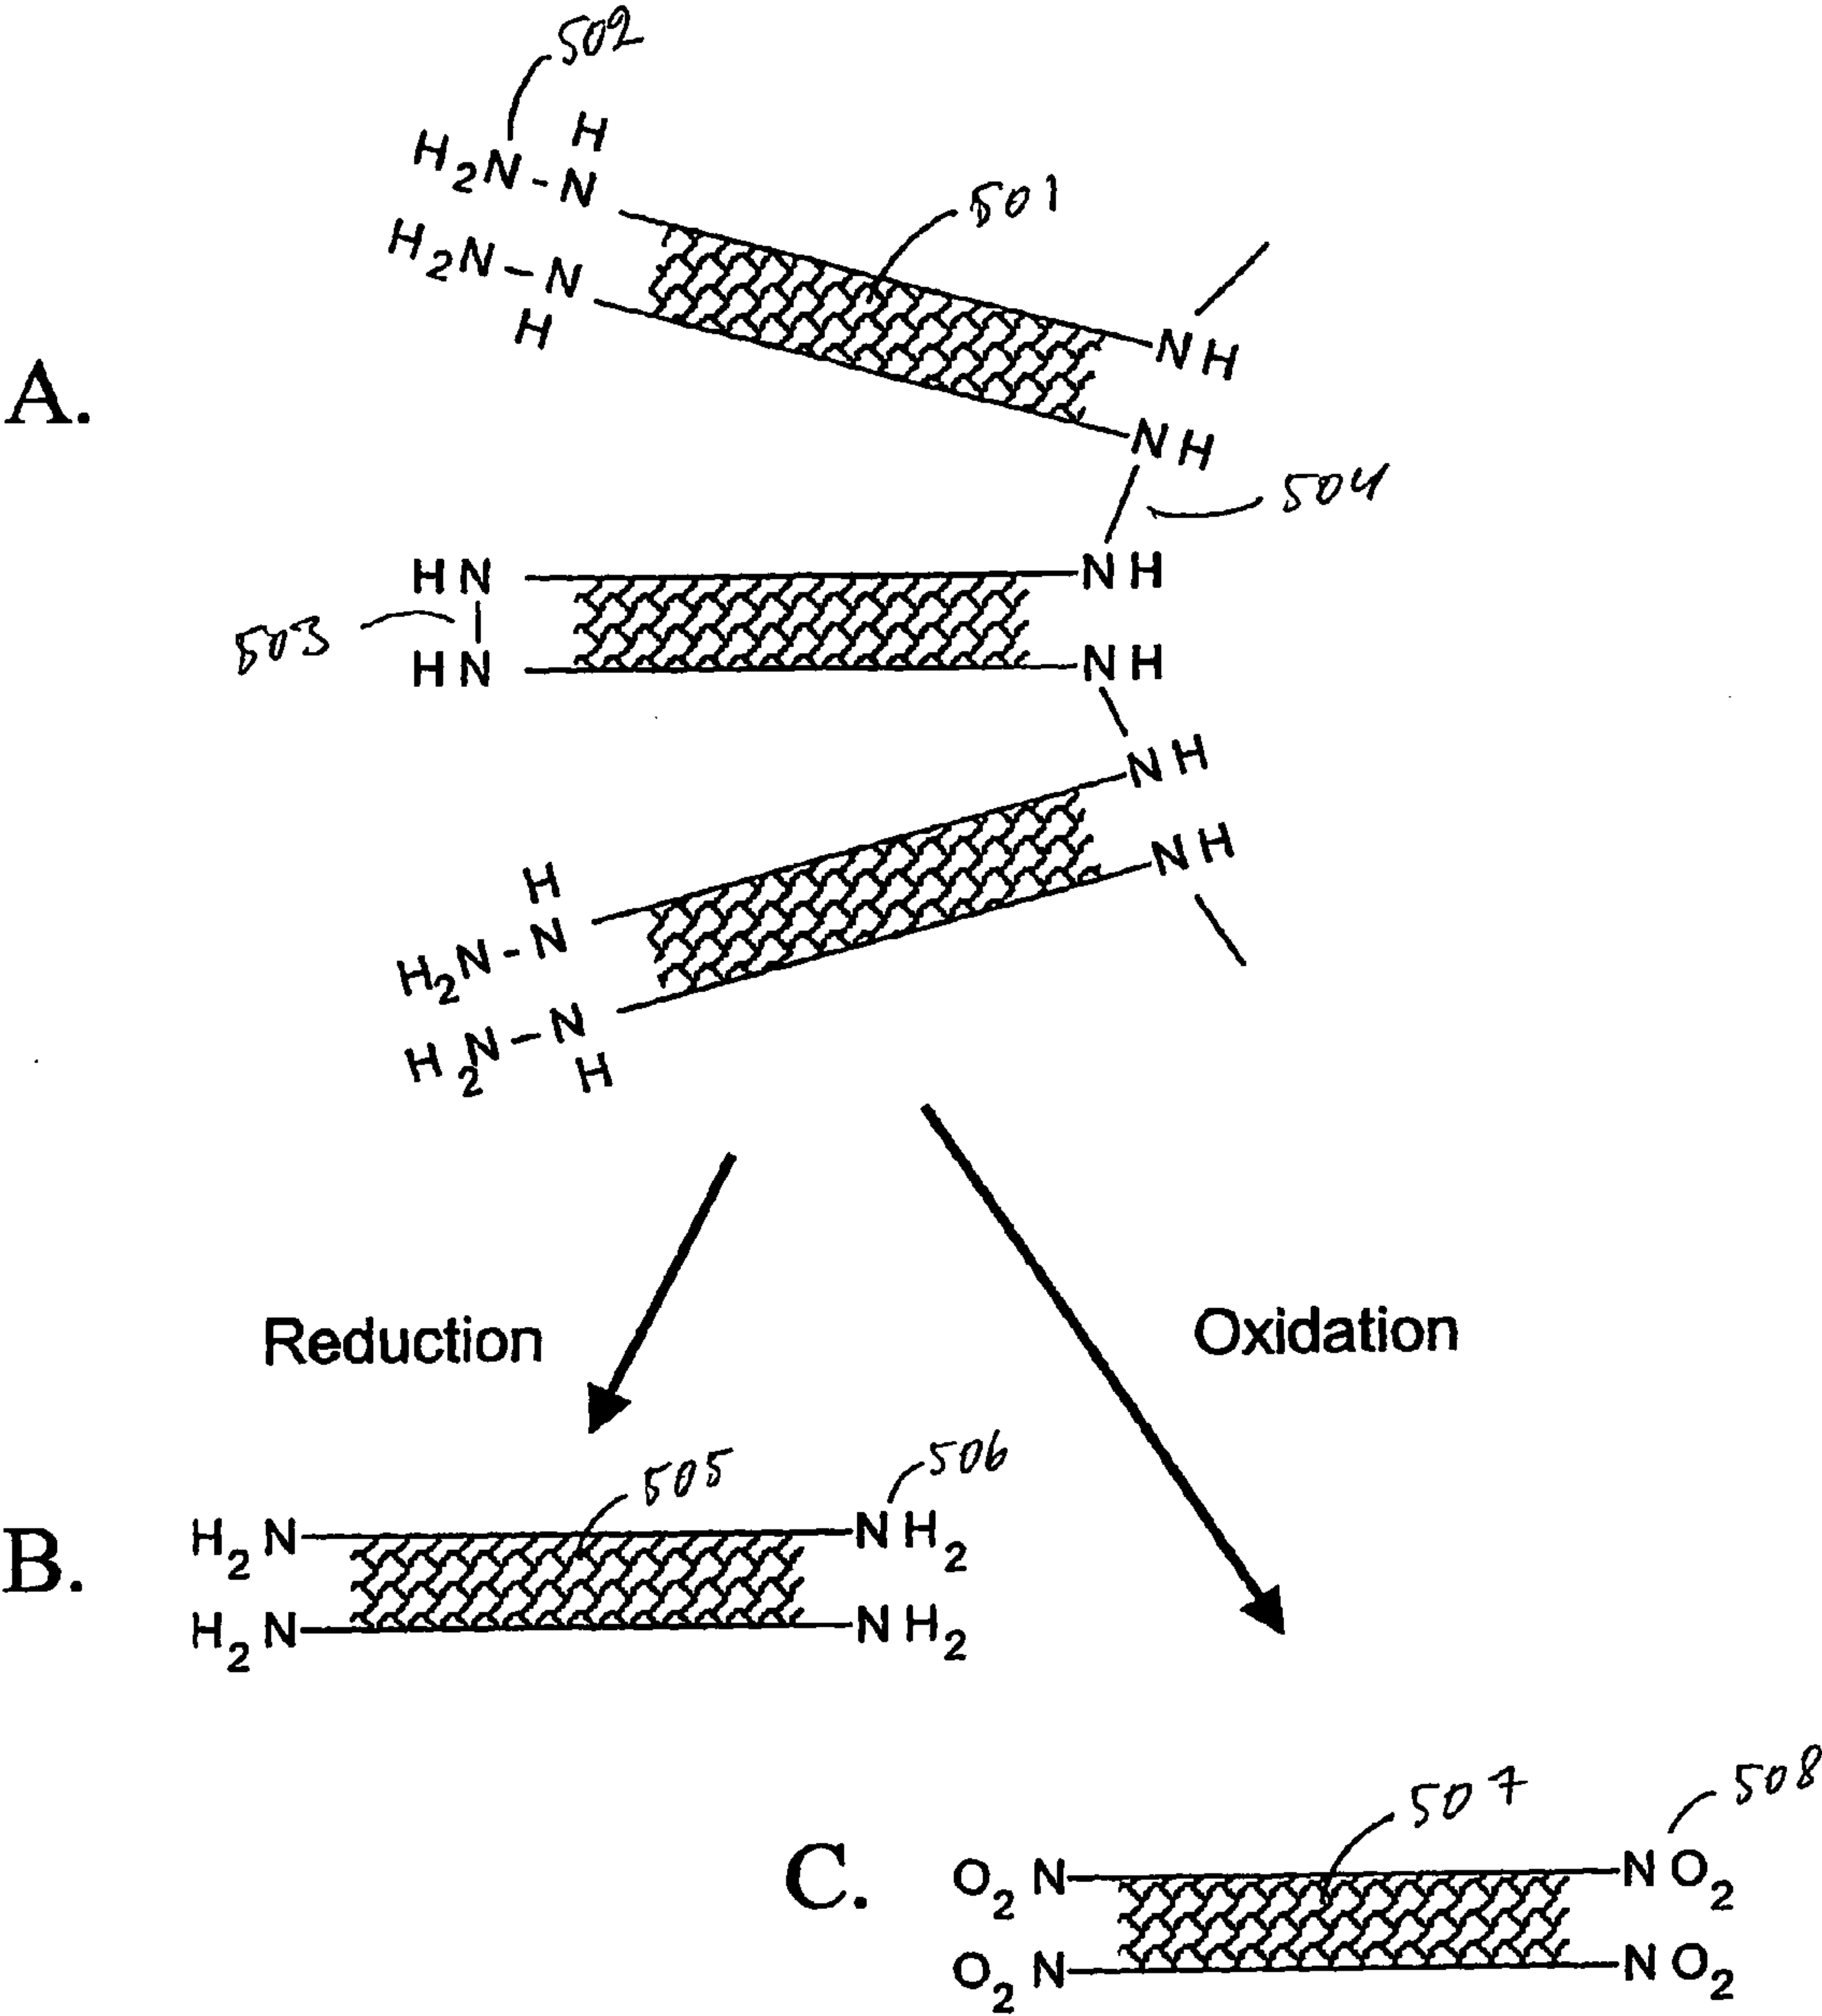 502
H
H2N-N
501
H2N-N
H
NH
A.
NH
504
HN NH
503
HN NH
NH
NH
H
H2N-N
H2N-N
H
Reduction Oxidation
505 506
B. H2N NH2
H2N NH2
507 508
C. O2N NO2
O2N NO2